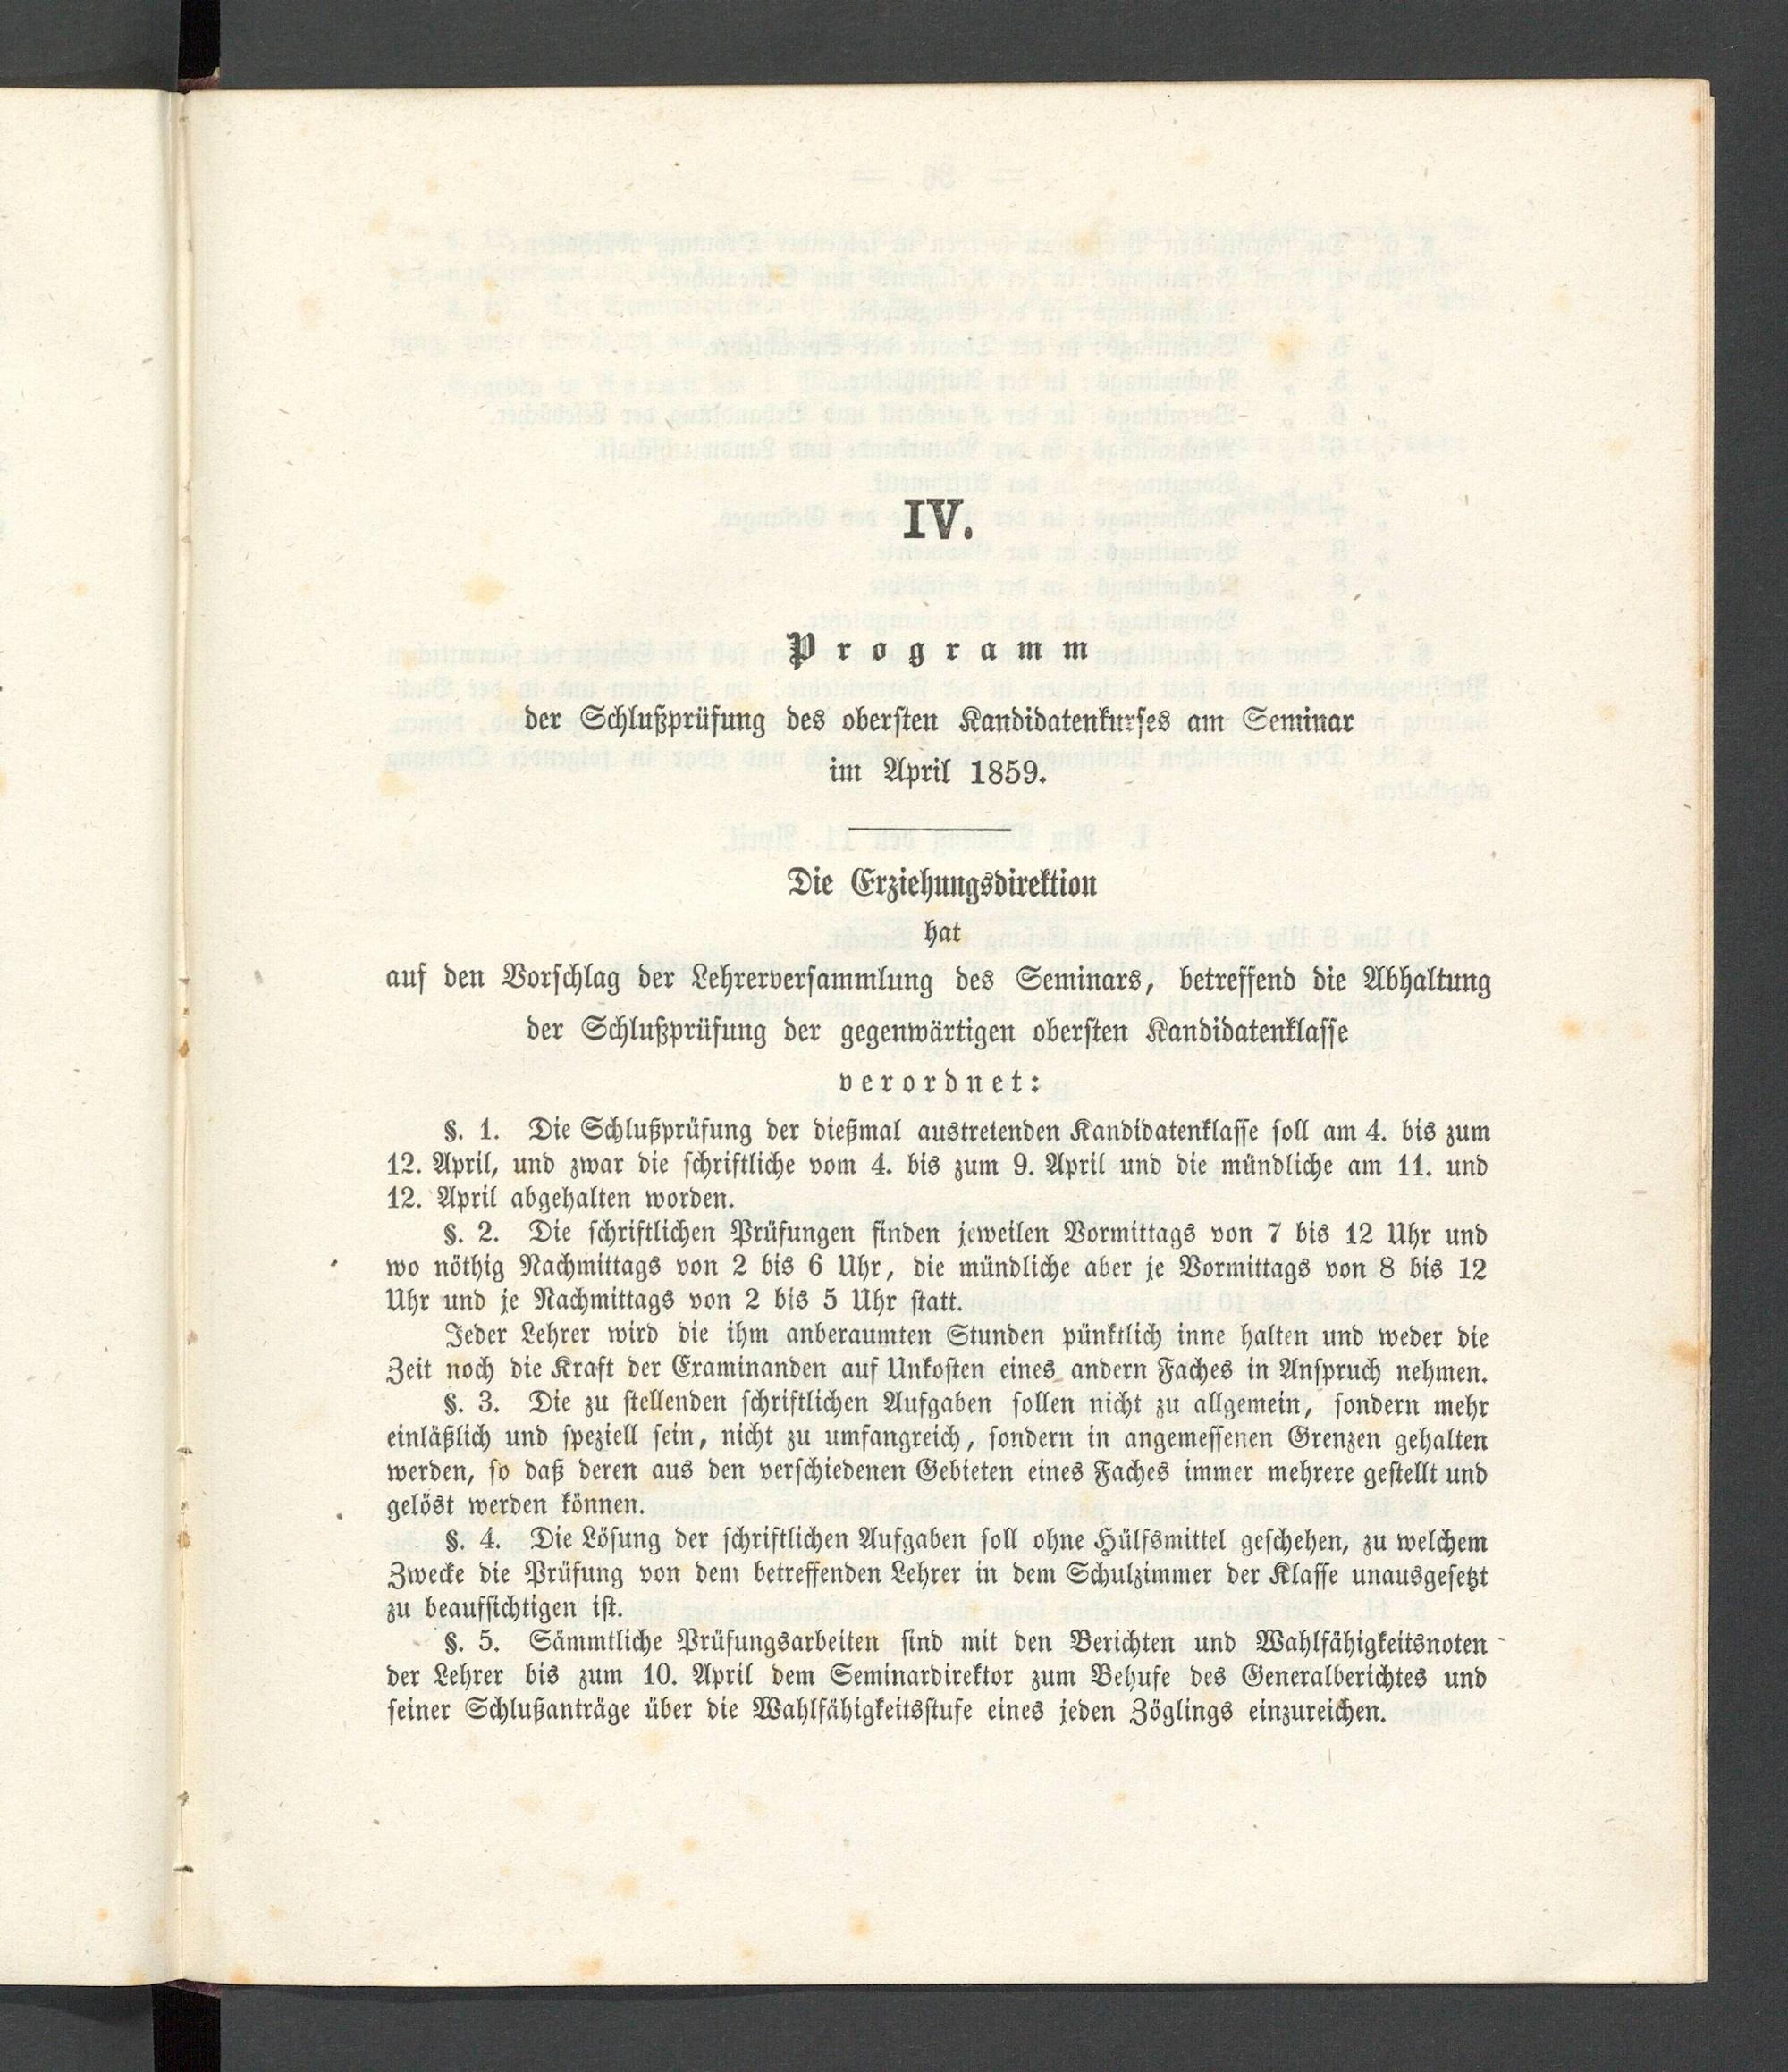 IV.
Programm
der Schlußprüfung des obersten Kandidatenkurses am Seminar
im April 1859.
Die Erziehungsdirektion
hat
auf den Vorschlag der Lehrerversammlung des Seminars, betreffend die Abhaltung
der Schlußprüfung der gegenwärtigen obersten Kandidatenklasse
verordnet:
§. 1. Die Schlußprüfung der dießmal austretenden Kandidatenklasse soll am 4. bis zum
12. April, und zwar die schriftliche vom 4. bis zum 9. April und die mündliche am 11. und
12. April abgehalten worden.
§. 2. Die schriftlichen Prüfungen finden jeweilen Vormittags von 7 bis 12 Uhr und
wo nöthig Nachmittags von 2 bis 6 Uhr, die mündliche aber je Vormittags von 8 bis 12
Uhr und je Nachmittags von 2 bis 5 Uhr statt.
Jeder Lehrer wird die ihm anberaumten Stunden pünktlich inne halten und weder die
Zeit noch die Kraft der Examinanden auf Unkosten eines andern Faches in Anspruch nehmen.
§. 3. Die zu stellenden schriftlichen Aufgaben sollen nicht zu allgemein, sondern mehr
einläßlich und speziell sein, nicht zu umfangreich, sondern in angemessenen Grenzen gehalten
werden, so daß deren aus den verschiedenen Gebieten eines Faches immer mehrere gestellt und
gelöst werden können.
§. 4. Die Lösung der schriftlichen Aufgaben soll ohne Hülfsmittel geschehen, zu welchem
Zwecke die Prüfung von dem betreffenden Lehrer in dem Schulzimmer der Klasse unausgesetzt
zu beaufsichtigen ist.
§. 5. Sämmtliche Prüfungsarbeiten sind mit den Berichten und Wahlfähigkeitsnoten
der Lehrer bis zum 10. April dem Seminardirektor zum Behufe des Generalberichtes und
seiner Schlußanträge über die Wahlfähigkeitsstufe eines jeden Zöglings einzureichen.